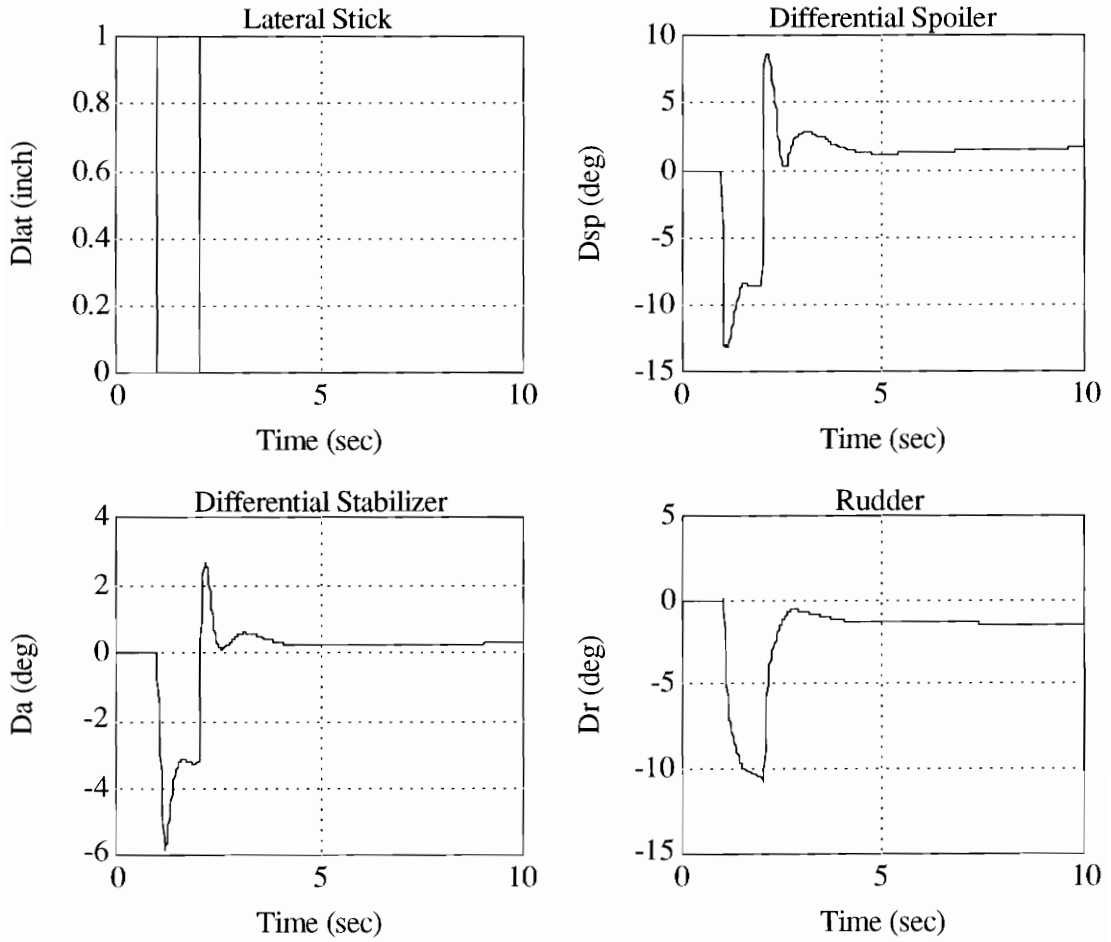 Lateral Stick
Dlat (inch)
1
0.8
0.6
0.4
0.2
0
0 5 10
Time (sec)
Differential Spoiler
Dsp (deg)
10
5
0
-5
-10
-15
0 5 10
Time (sec)
Differential Stabilizer
Da (deg)
4
2
0
-2
-4
-6
0 5 10
Time (sec)
Rudder
Dr (deg)
5
0
-5
-10
-15
0 5 10
Time (sec)